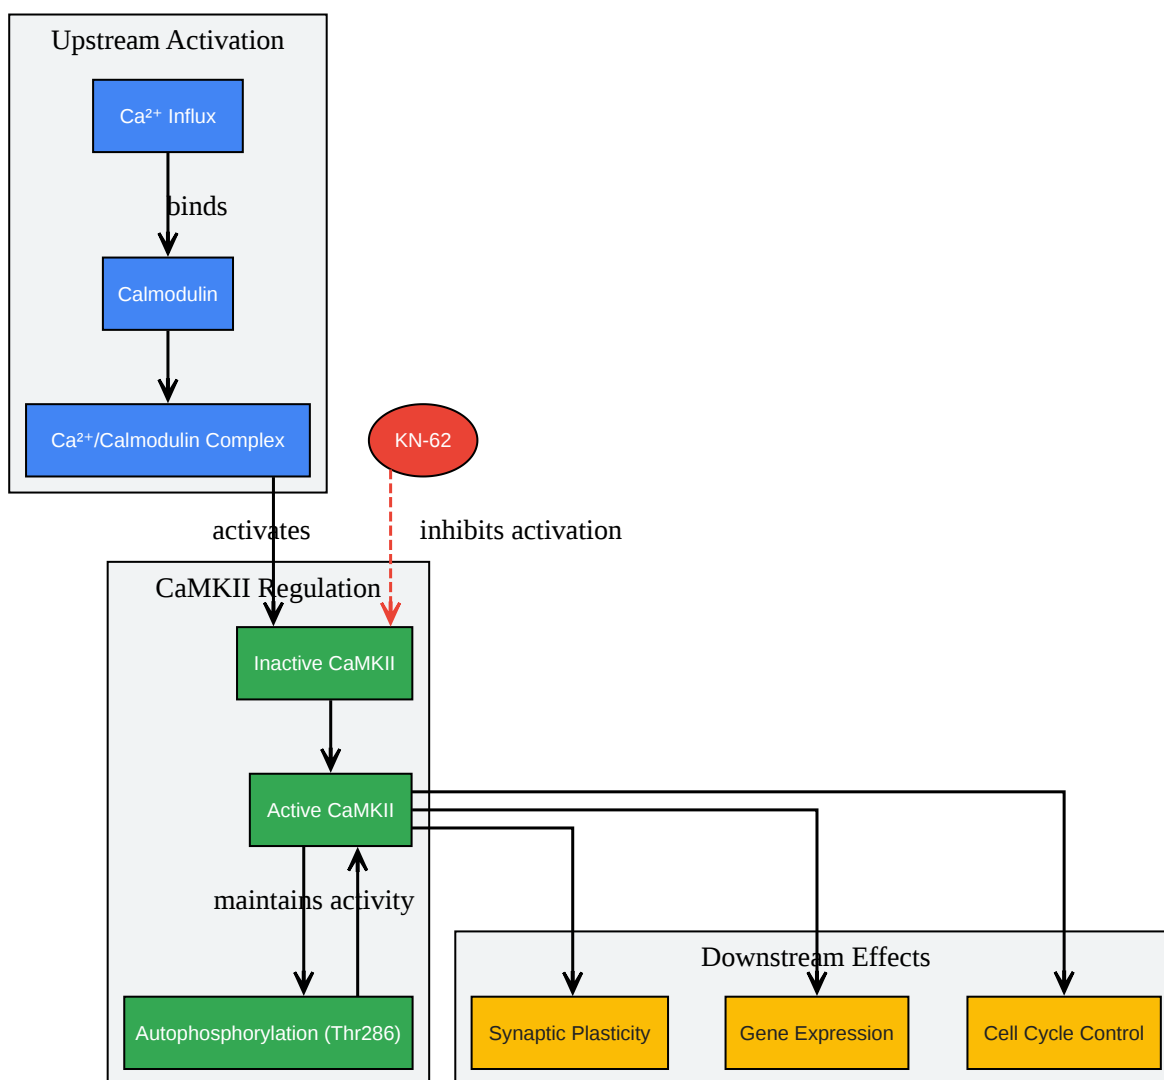 Upstream Activation
Ca²⁺ Influx
binds
Calmodulin
Ca²⁺/Calmodulin Complex
KN-62
activates
inhibits activation
CaMKII Regulation
Inactive CaMKII
Active CaMKII
maintains activity
Downstream Effects
Autophosphorylation (Thr286)
Synaptic Plasticity
Gene Expression
Cell Cycle Control